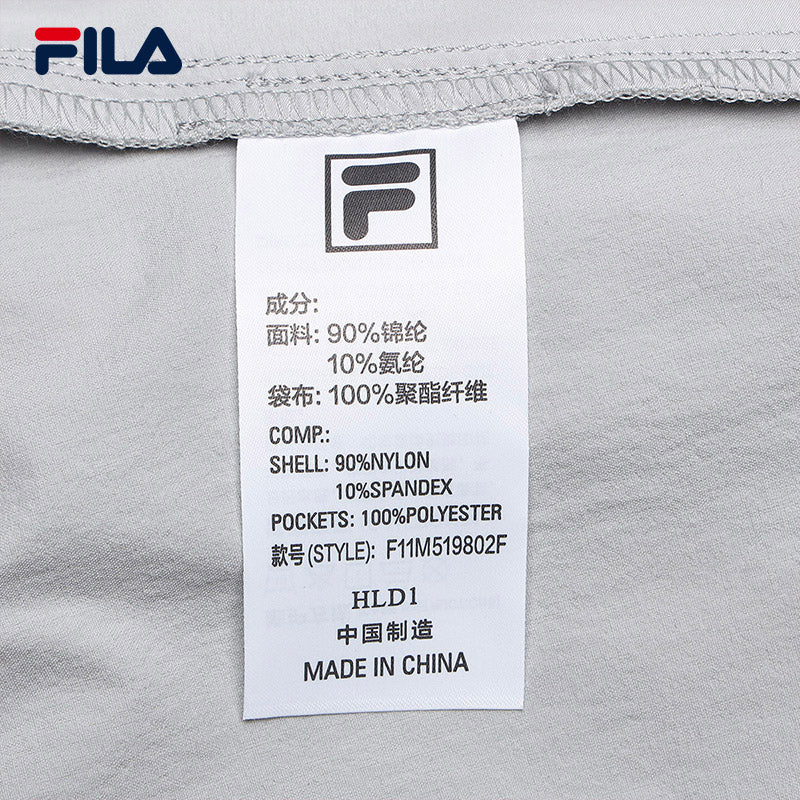 FILA
F
成分:
面料: 90%锦纶
10%氨纶
袋布: 100%聚酯纤维
COMP.:
SHELL: 90%NYLON
10%SPANDEX
POCKETS: 100%POLYESTER
款号(STYLE): F11M519802F
HLD1
中国制造
MADE IN CHINA